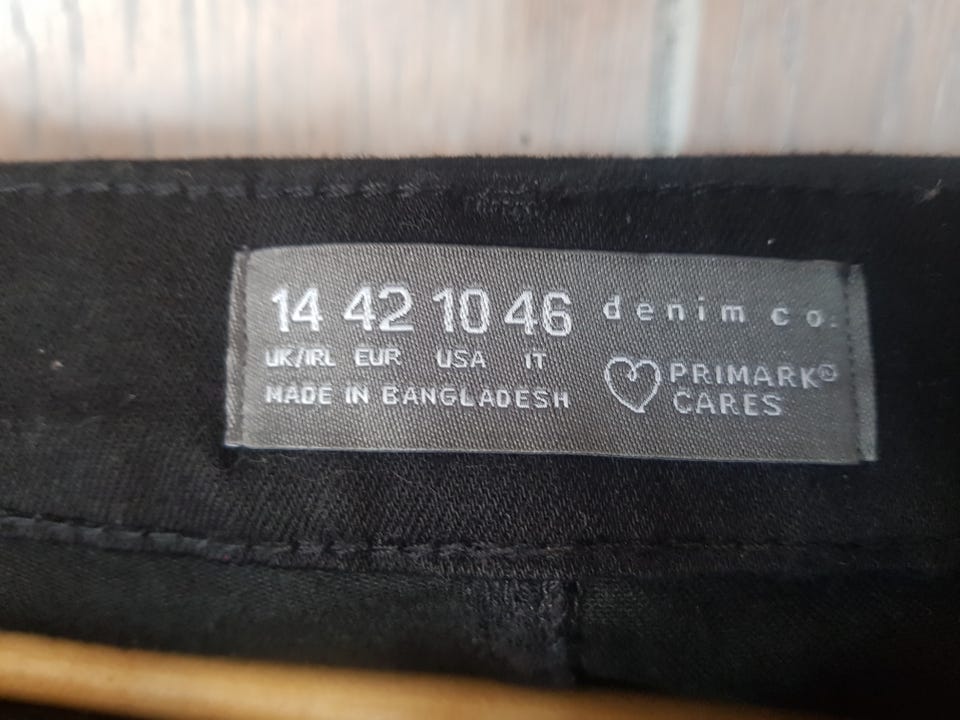 14 42 10 46
UK/IRL EUR USA IT
MADE IN BANGLADESH
denim co.
PRIMARK®
CARES